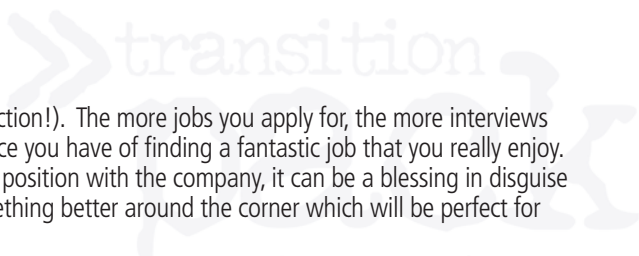 transition
pack
ction!). The more jobs you apply for, the more interviews
ce you have of finding a fantastic job that you really enjoy.
position with the company, it can be a blessing in disguise
ething better around the corner which will be perfect for